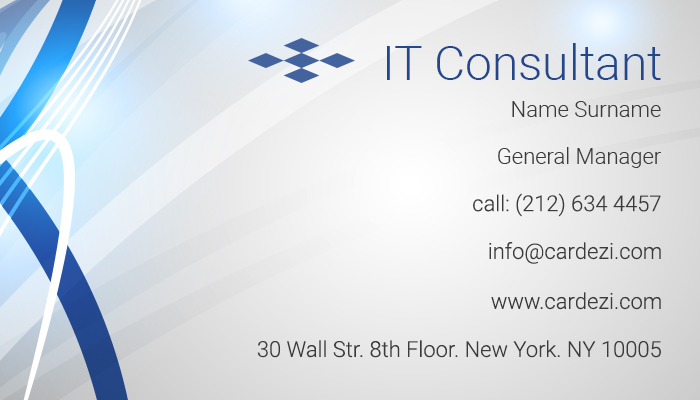 IT Consultant
Name Surname
General Manager
call: (212) 634 4457
info@cardezi.com
www.cardezi.com
30 Wall Str. 8th Floor. New York. NY 10005